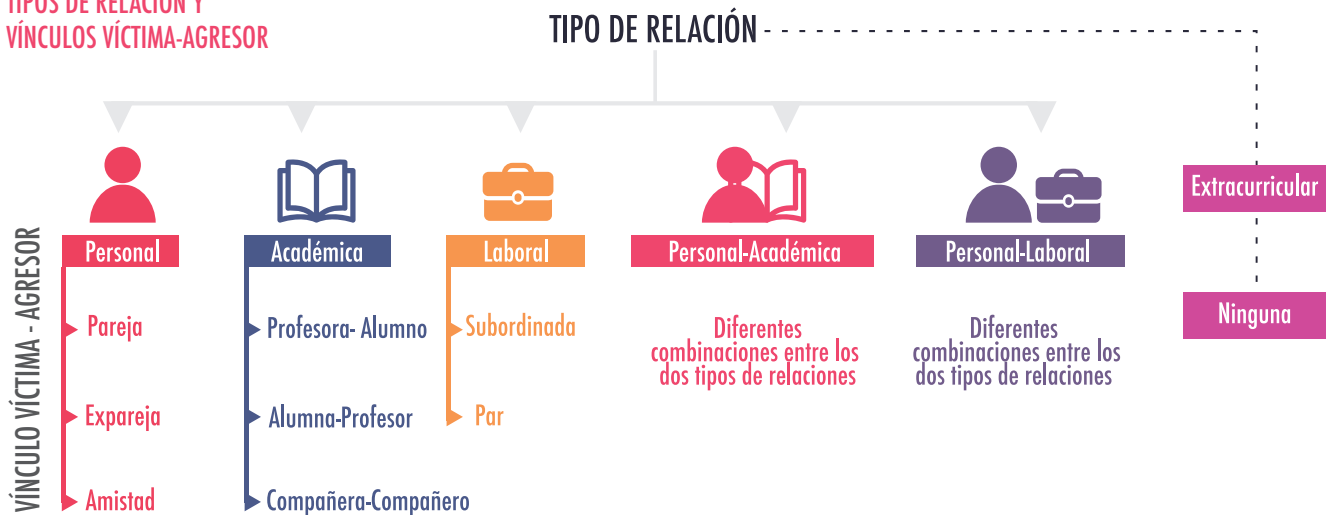 TIPOS DE RELACIÓN Y
VÍNCULOS VÍCTIMA-AGRESOR
TIPO DE RELACIÓN
VÍNCULO VÍCTIMA - AGRESOR
Personal
Pareja
Expareja
Amistad
Académica
Profesora- Alumno
Alumna-Profesor
Compañera-Compañero
Laboral
Subordinada
Par
Personal-Académica
Diferentes
combinaciones entre los
dos tipos de relaciones
Personal-Laboral
Diferentes
combinaciones entre los
dos tipos de relaciones
Extracurricular
Ninguna